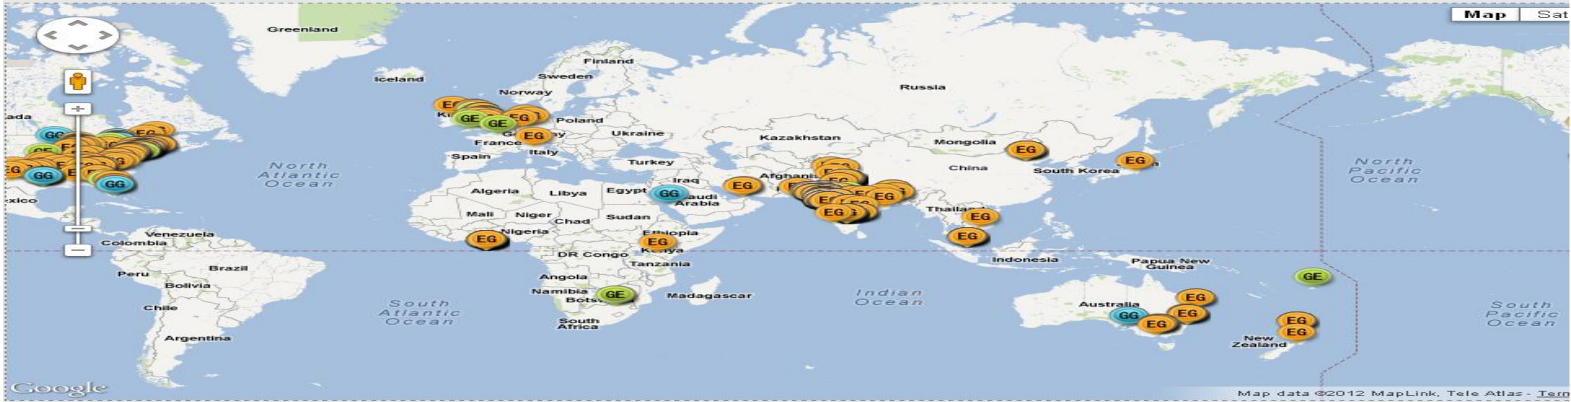 Map Sat
Greenland
Iceland
Finland
Sweden
Norway
Russia
Poland
Ukraine
France
Italy
Spain
Turkey
Kazakhstan
Mongolia
China
South Korea
North
Atlantic
Ocean
North
Pacific
Ocean
Algeria
Libya
Egypt
Iraq
Mali
Niger
Chad
Sudan
Nigeria
DR Congo
Tanzania
Angola
Namibia
Madagascar
South
Africa
Venezuela
Colombia
Peru
Brazil
Bolivia
Chile
Argentina
South
Atlantic
Ocean
Indian
Ocean
Indonesia
Papua New
Guinea
Australia
New
Zealand
South
Pacific
Ocean
EG
GE
GG
Google
Map data ©2012 MapLink, Tele Atlas - Term